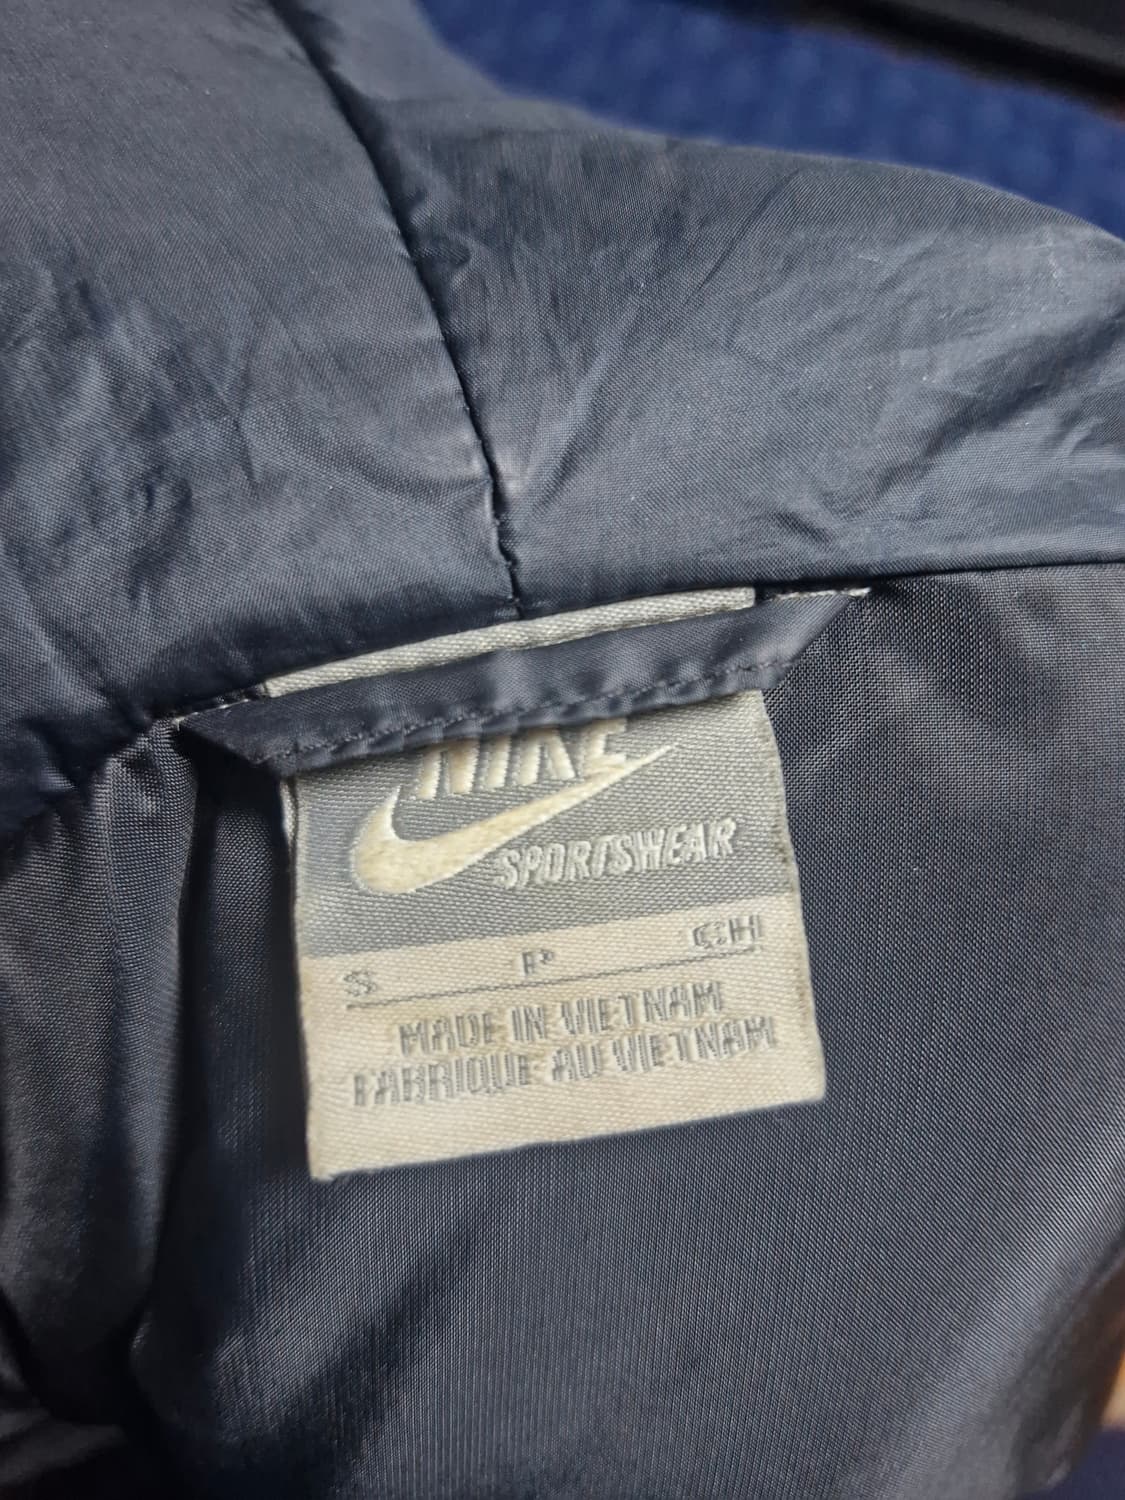 NIKE
SPORTSWEAR
S P CH
MADE IN VIETNAM
FABRIQUE AU VIETNAM